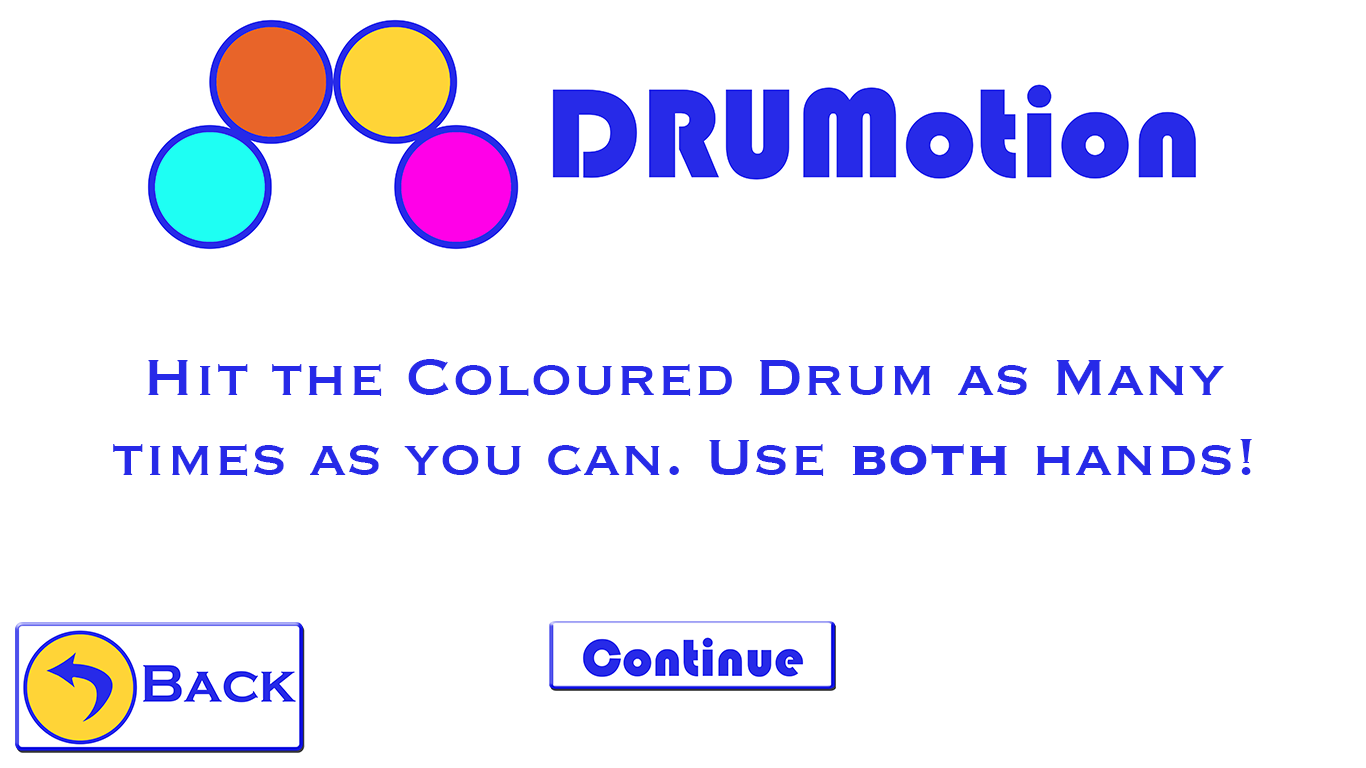 DRUMotion
Hit the Coloured Drum as Many
times as you can. Use both hands!
Back
Continue